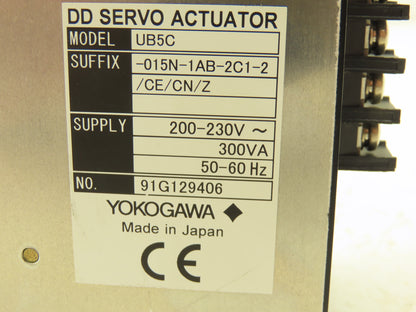 DD SERVO ACTUATOR
MODEL UB5C
SUFFIX -015N-1AB-2C1-2
/CE/CN/Z
SUPPLY 200-230V ~
300VA
50-60 Hz
NO. 91G129406
YOKOGAWA
Made in Japan
CE